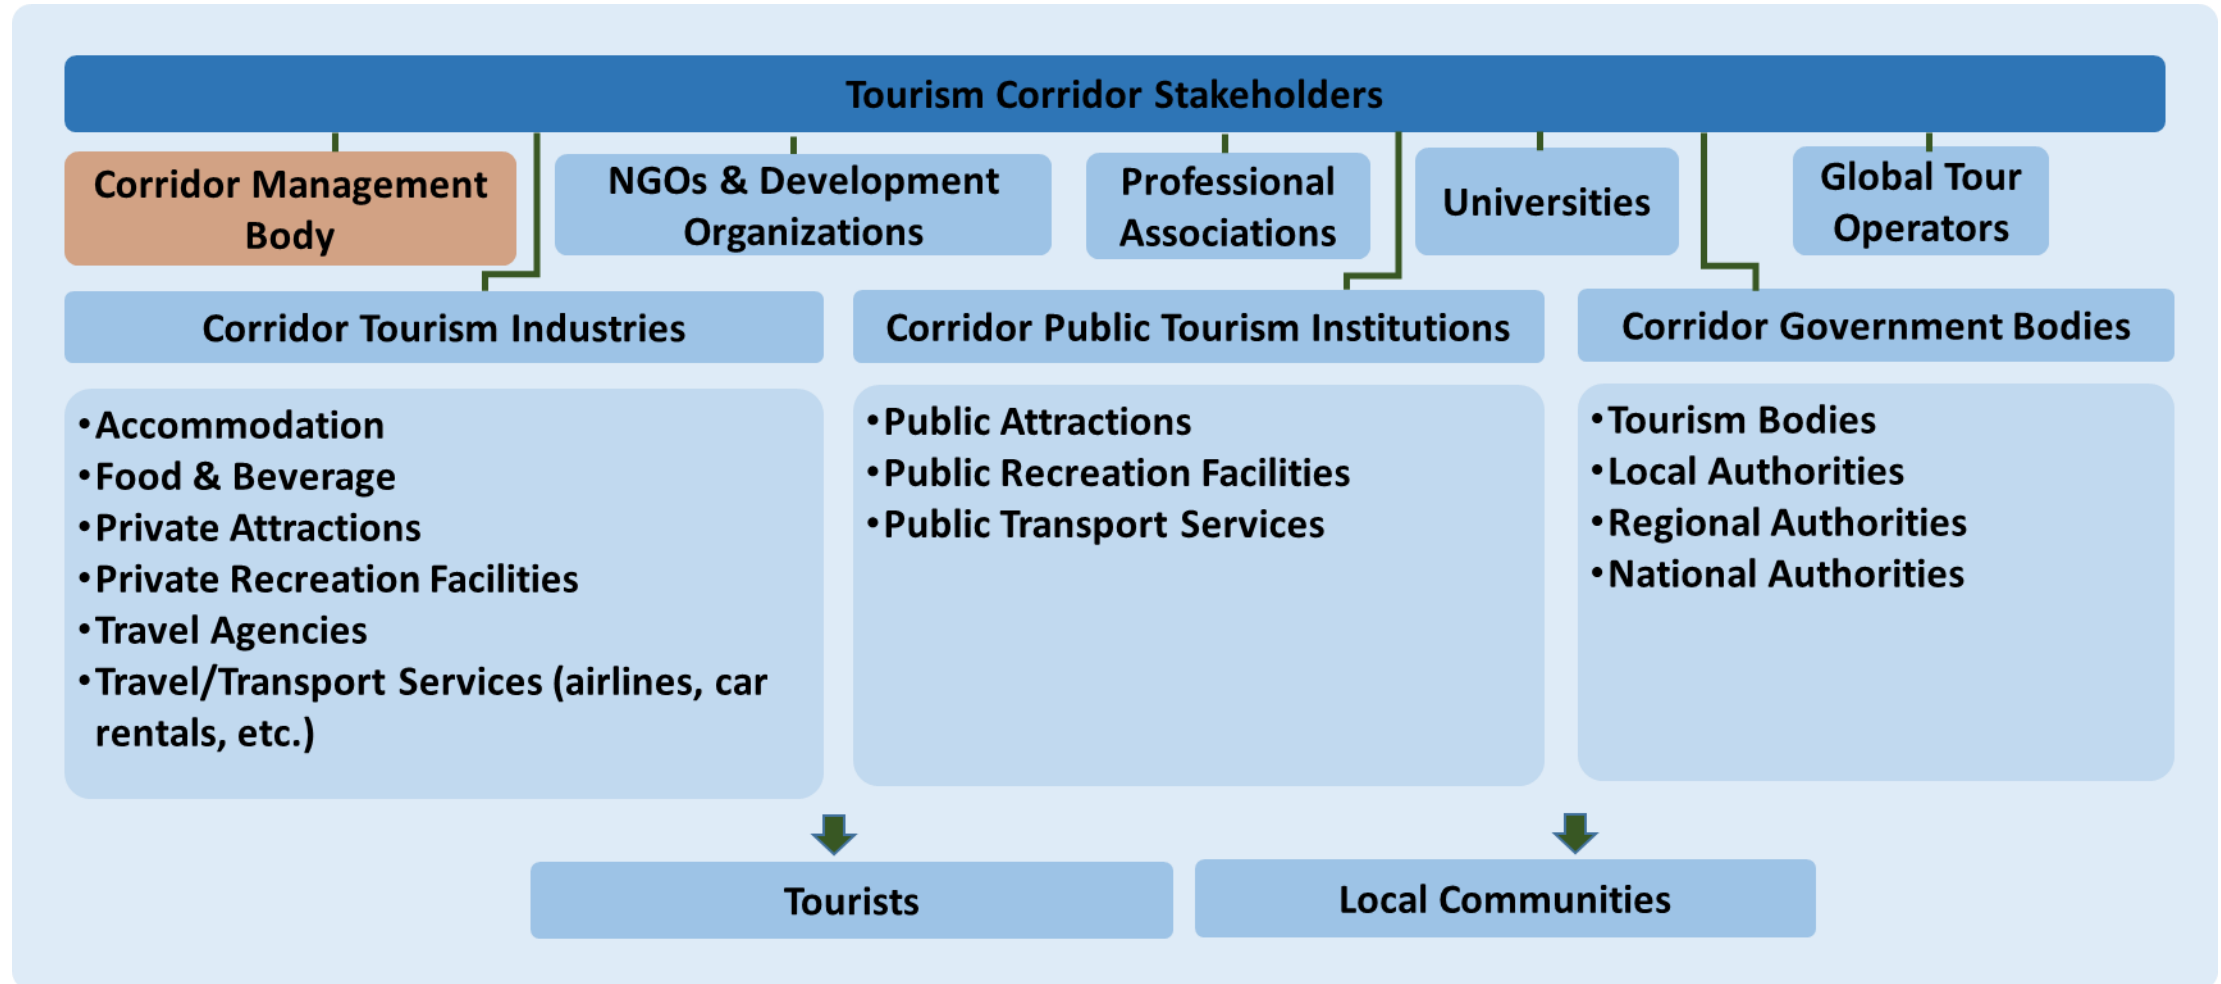 Tourism Corridor Stakeholders
Corridor Management
Body
NGOs & Development
Organizations
Professional
Associations
Universities
Global Tour
Operators
Corridor Tourism Industries
•Accommodation
•Food & Beverage
•Private Attractions
•Private Recreation Facilities
•Travel Agencies
•Travel/Transport Services (airlines, car
rentals, etc.)
Corridor Public Tourism Institutions
•Public Attractions
•Public Recreation Facilities
•Public Transport Services
Corridor Government Bodies
•Tourism Bodies
•Local Authorities
•Regional Authorities
•National Authorities
Tourists
Local Communities